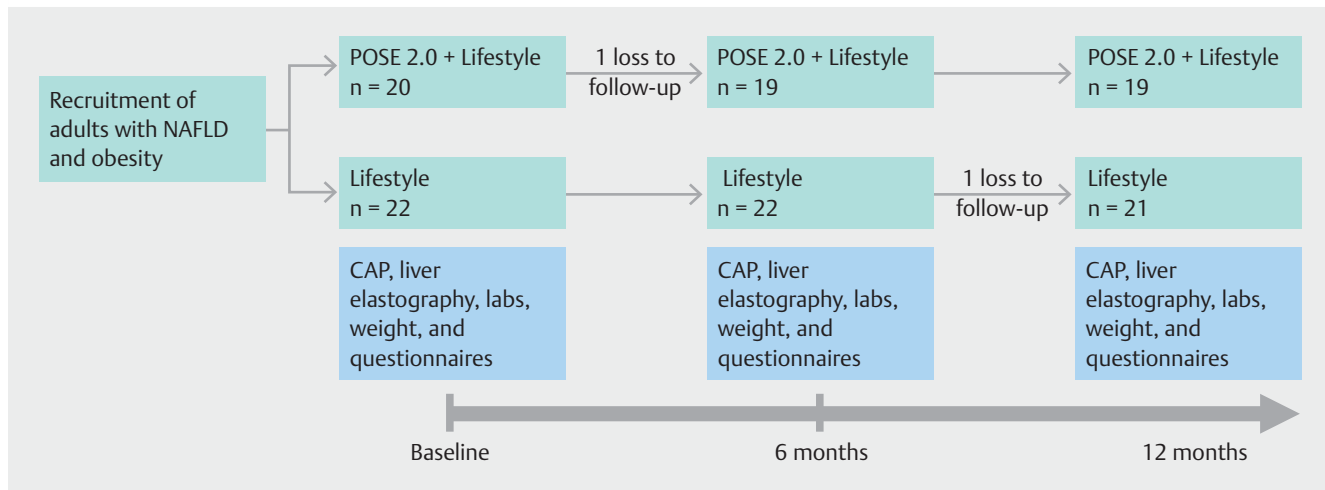 Recruitment of
adults with NAFLD
and obesity
POSE 2.0 + Lifestyle
n = 20
1 loss to
follow-up
POSE 2.0 + Lifestyle
n = 19
POSE 2.0 + Lifestyle
n = 19
Lifestyle
n = 22
Lifestyle
n = 22
1 loss to
follow-up
Lifestyle
n = 21
CAP, liver
elastography, labs,
weight, and
questionnaires
CAP, liver
elastography, labs,
weight, and
questionnaires
CAP, liver
elastography, labs,
weight, and
questionnaires
Baseline
6 months
12 months